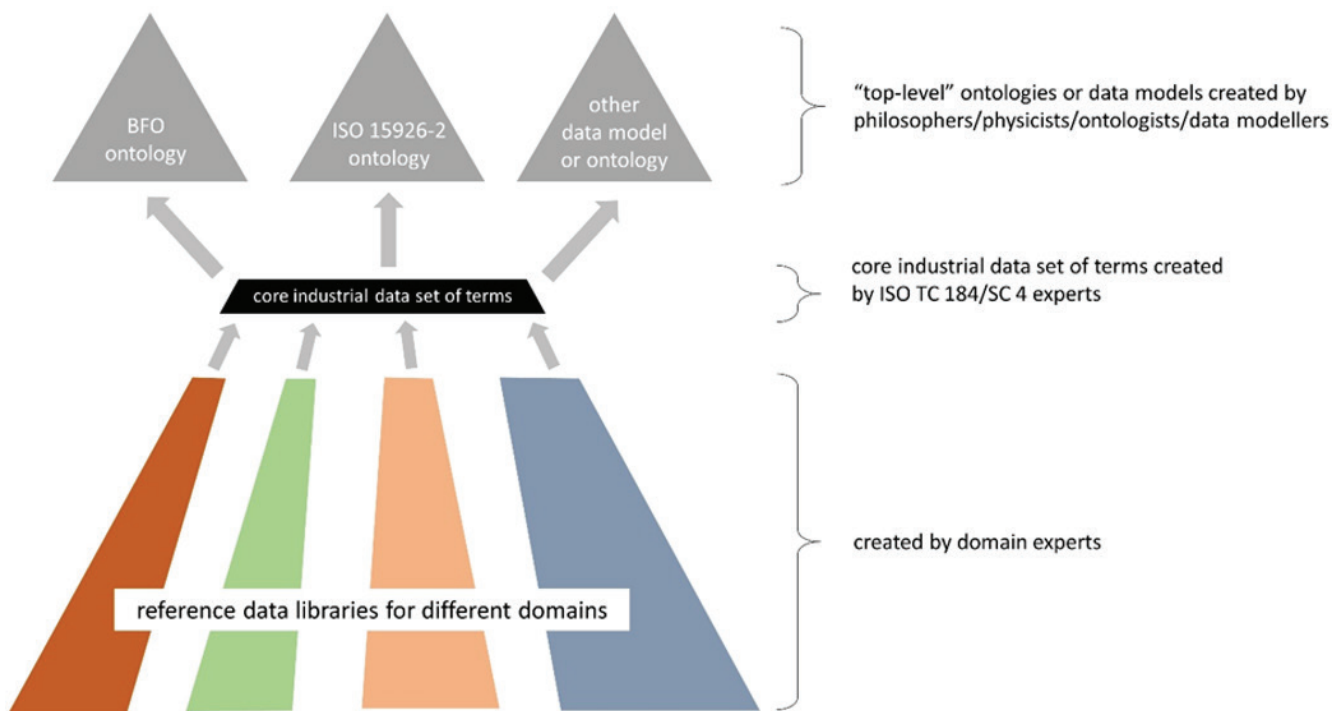 BFO
ontology
ISO 15926-2
ontology
other
data model
or ontology
“top-level” ontologies or data models created by
philosophers/physicists/ontologists/data modellers
core industrial data set of terms
core industrial data set of terms created
by ISO TC 184/SC 4 experts
reference data libraries for different domains
created by domain experts